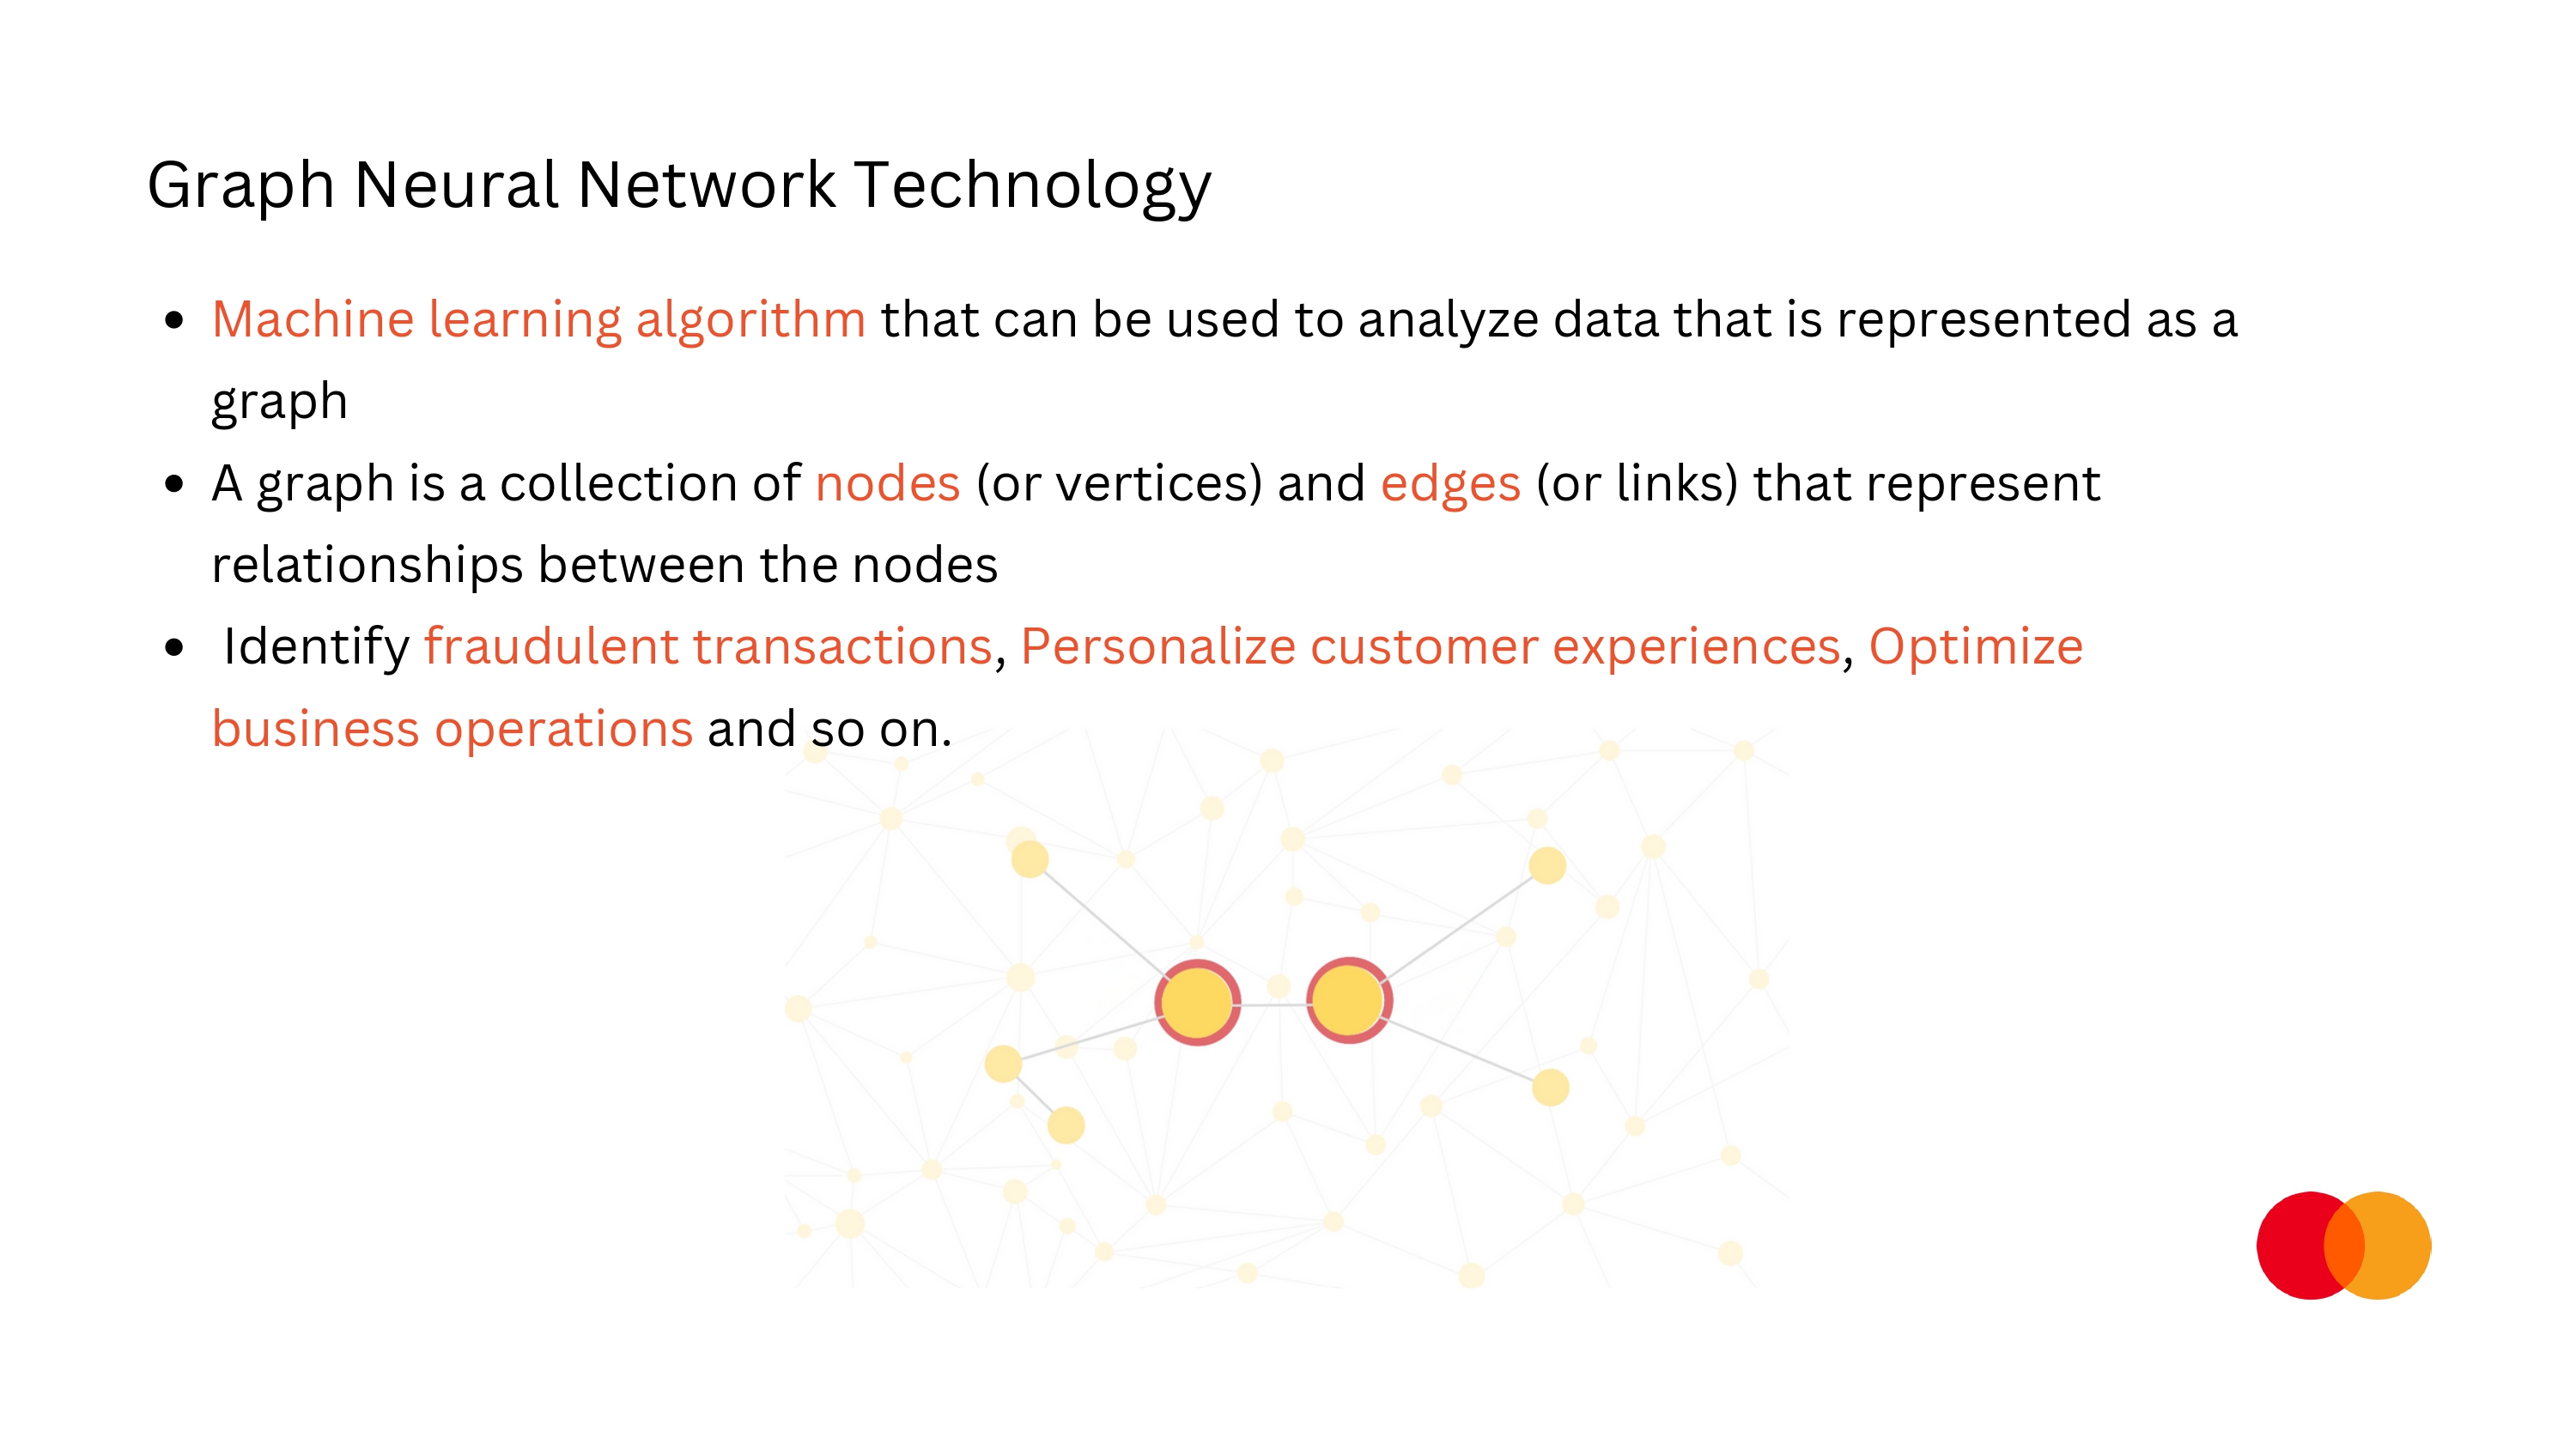 Graph Neural Network Technology
• Machine learning algorithm that can be used to analyze data that is represented as a
graph
• A graph is a collection of nodes (or vertices) and edges (or links) that represent
relationships between the nodes
• Identify fraudulent transactions, Personalize customer experiences, Optimize
business operations and so on.